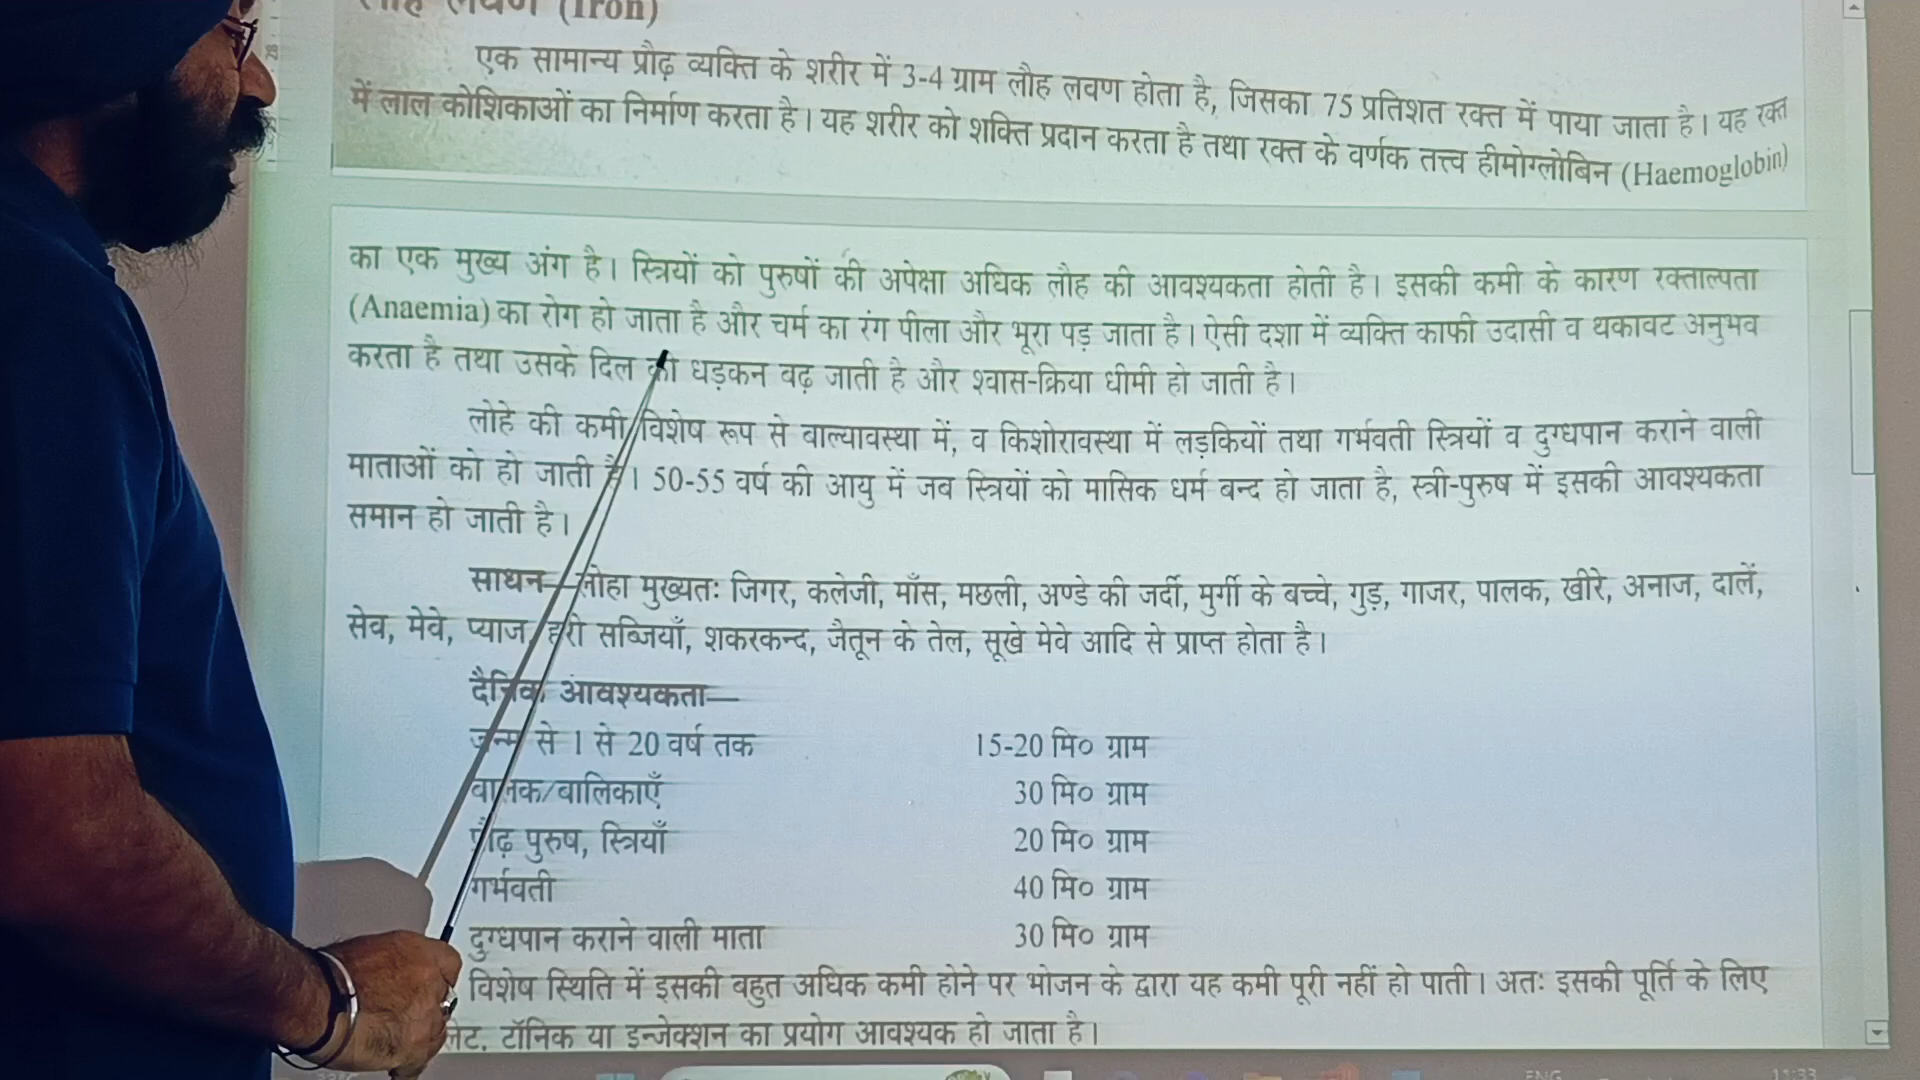 लौह लवण (Iron)
एक सामान्य प्रौढ़ व्यक्ति के शरीर में 3-4 ग्राम लौह लवण होता है, जिसका 75 प्रतिशत रक्त में पाया जाता है। यह रक्त
में लाल कोशिकाओं का निर्माण करता है। यह शरीर को शक्ति प्रदान करता है तथा रक्त के वर्णक तत्त्व हीमोग्लोबिन (Haemoglobin)
का एक मुख्य अंग है। स्त्रियों को पुरुषों की अपेक्षा अधिक लौह की आवश्यकता होती है। इसकी कमी के कारण रक्ताल्पता
(Anaemia) का रोग हो जाता है और चर्म का रंग पीला और भूरा पड़ जाता है। ऐसी दशा में व्यक्ति काफी उदासी व थकावट अनुभव
करता है तथा उसके दिल की धड़कन बढ़ जाती है और श्वास-क्रिया धीमी हो जाती है।
लोहे की कमी विशेष रूप से बाल्यावस्था में, व किशोरावस्था में लड़कियों तथा गर्भवती स्त्रियों व दुग्धपान कराने वाली
माताओं को हो जाती है। 50-55 वर्ष की आयु में जब स्त्रियों को मासिक धर्म बन्द हो जाता है, स्त्री-पुरुष में इसकी आवश्यकता
समान हो जाती है।
साधन—लोहा मुख्यतः जिगर, कलेजी, माँस, मछली, अण्डे की जर्दी, मुर्गी के बच्चे, गुड़, गाजर, पालक, खीरे, अनाज, दालें,
सेव, मेवे, प्याज, हरी सब्जियाँ, शकरकन्द, जैतून के तेल, सूखे मेवे आदि से प्राप्त होता है।
दैनिक आवश्यकता—
जन्म से 1 से 20 वर्ष तक 15-20 मि० ग्राम
बालक/बालिकाएँ 30 मि० ग्राम
प्रौढ़ पुरुष, स्त्रियाँ 20 मि० ग्राम
गर्भवती 40 मि० ग्राम
दुग्धपान कराने वाली माता 30 मि० ग्राम
विशेष स्थिति में इसकी बहुत अधिक कमी होने पर भोजन के द्वारा यह कमी पूरी नहीं हो पाती। अतः इसकी पूर्ति के लिए
टॉनिक या इन्जेक्शन का प्रयोग आवश्यक हो जाता है।
ENG 11:33